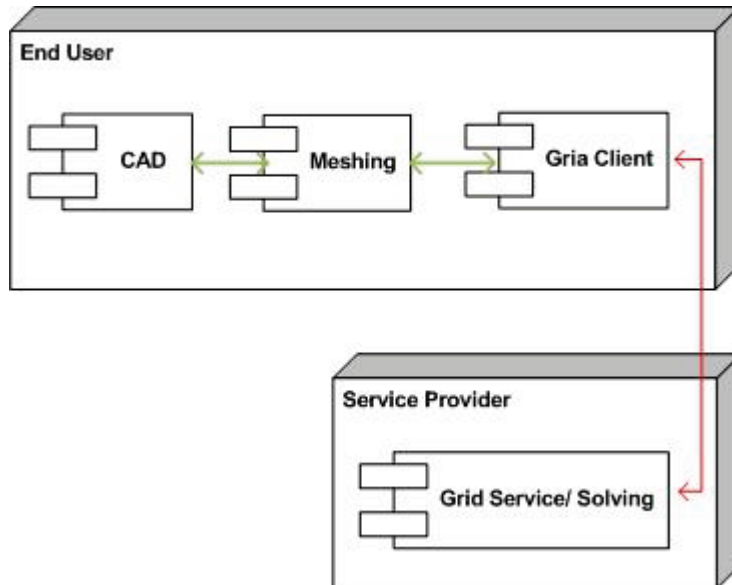 End User
CAD
Meshing
Gria Client
Service Provider
Grid Service/ Solving